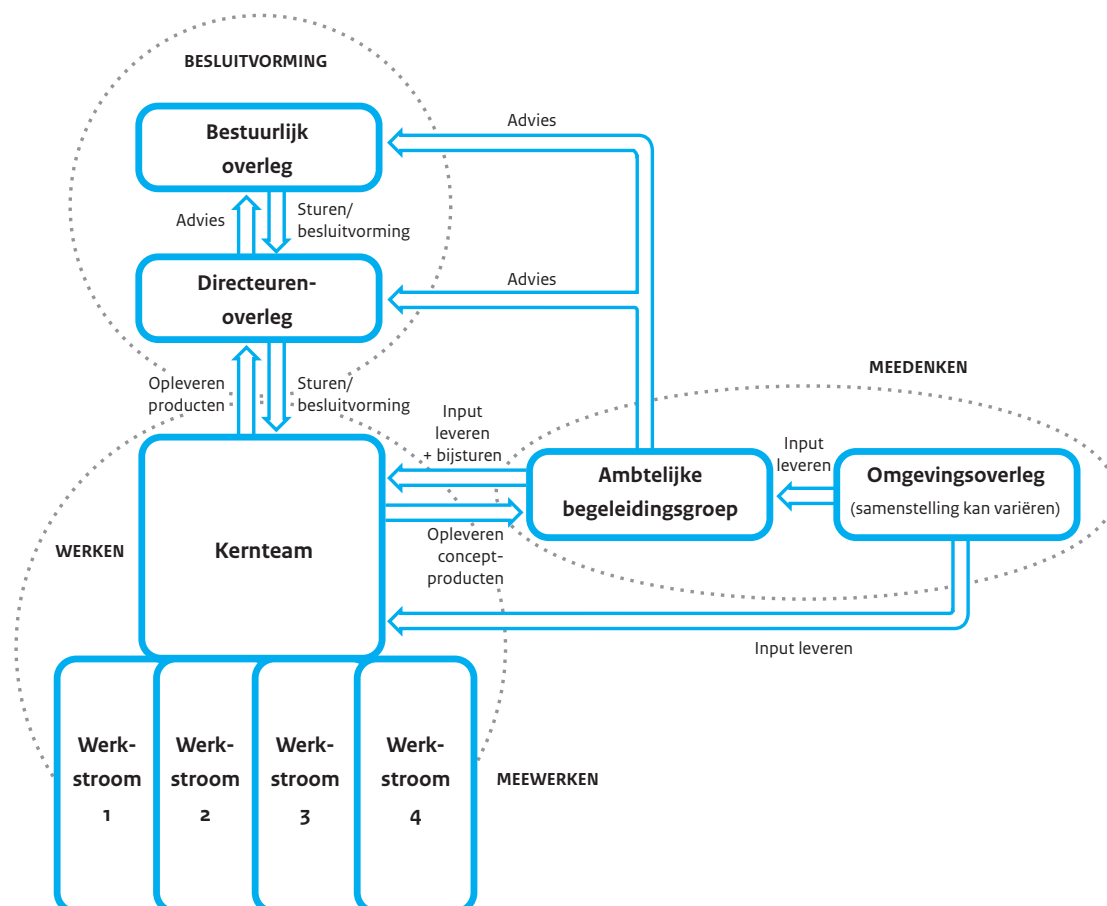 BESLUITVORMING
Bestuurlijk
overleg
Advies
Advies
Sturen/
besluitvorming
Directeuren-
overleg
Advies
Opleveren
producten
Sturen/
besluitvorming
MEEDENKEN
Input
leveren
+ bijsturen
Ambtelijke
begeleidingsgroep
Input
leveren
Omgevingsoverleg
(samenstelling kan variëren)
WERKEN
Kernteam
Opleveren
concept-
producten
Input leveren
Werk-
stroom
1
Werk-
stroom
2
Werk-
stroom
3
Werk-
stroom
4
MEEWERKEN